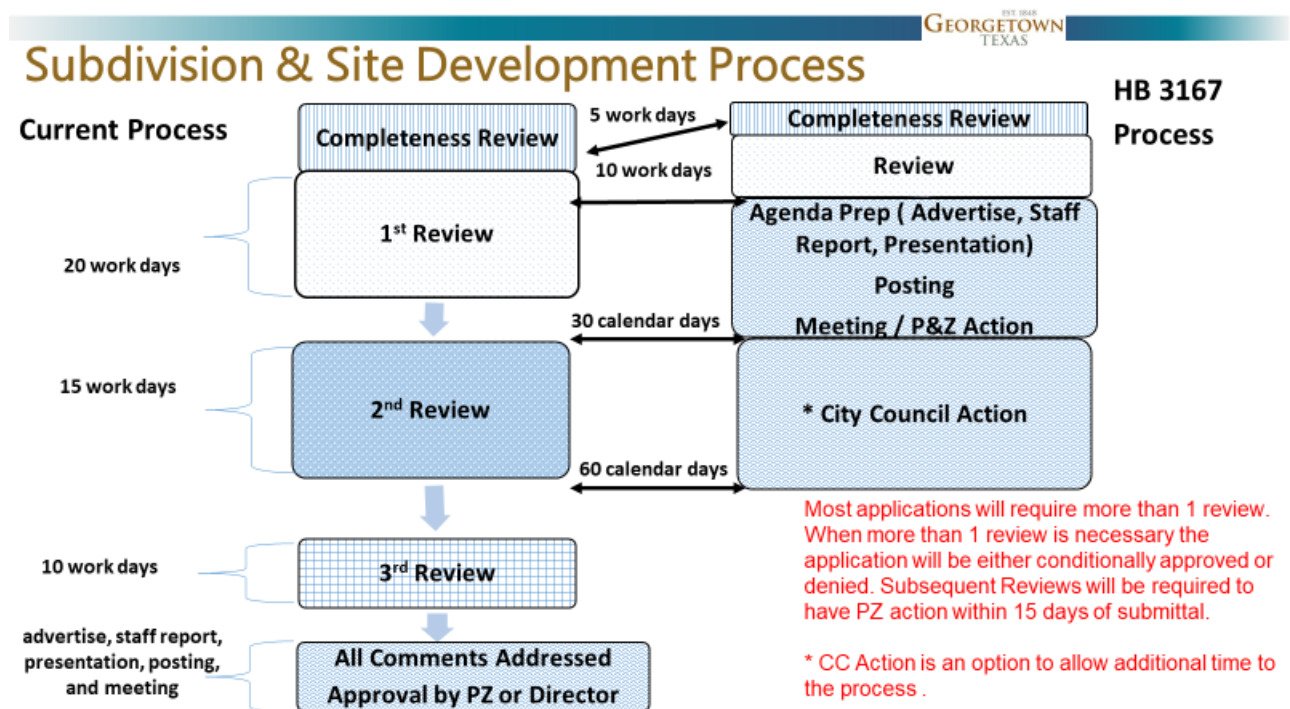 EST. 1848
GEORGETOWN
TEXAS
Subdivision & Site Development Process
HB 3167
Process
Current Process
Completeness Review
5 work days
Completeness Review
10 work days
Review
20 work days
1st Review
Agenda Prep ( Advertise, Staff
Report, Presentation)
Posting
Meeting / P&Z Action
30 calendar days
15 work days
2nd Review
* City Council Action
60 calendar days
Most applications will require more than 1 review.
When more than 1 review is necessary the
application will be either conditionally approved or
denied. Subsequent Reviews will be required to
have PZ action within 15 days of submittal.
* CC Action is an option to allow additional time to
the process .
10 work days
3rd Review
advertise, staff report,
presentation, posting,
and meeting
All Comments Addressed
Approval by PZ or Director